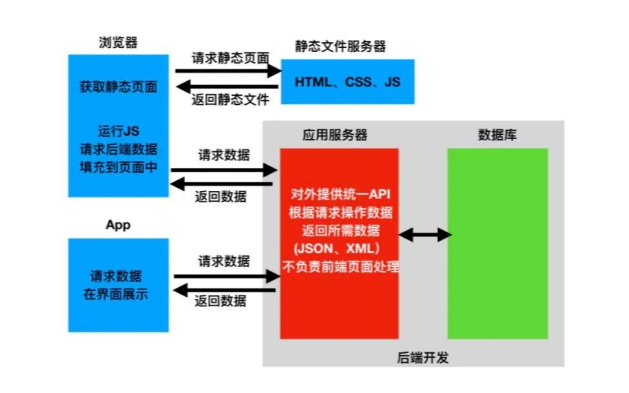 浏览器
获取静态页面
运行JS
请求后端数据
填充到页面中
请求静态页面
返回静态文件
静态文件服务器
HTML、CSS、JS
请求数据
返回数据
应用服务器
对外提供统一API
根据请求操作数据
返回所需数据
(JSON、XML）
不负责前端页面处理
数据库
App
请求数据
在界面展示
请求数据
返回数据
后端开发